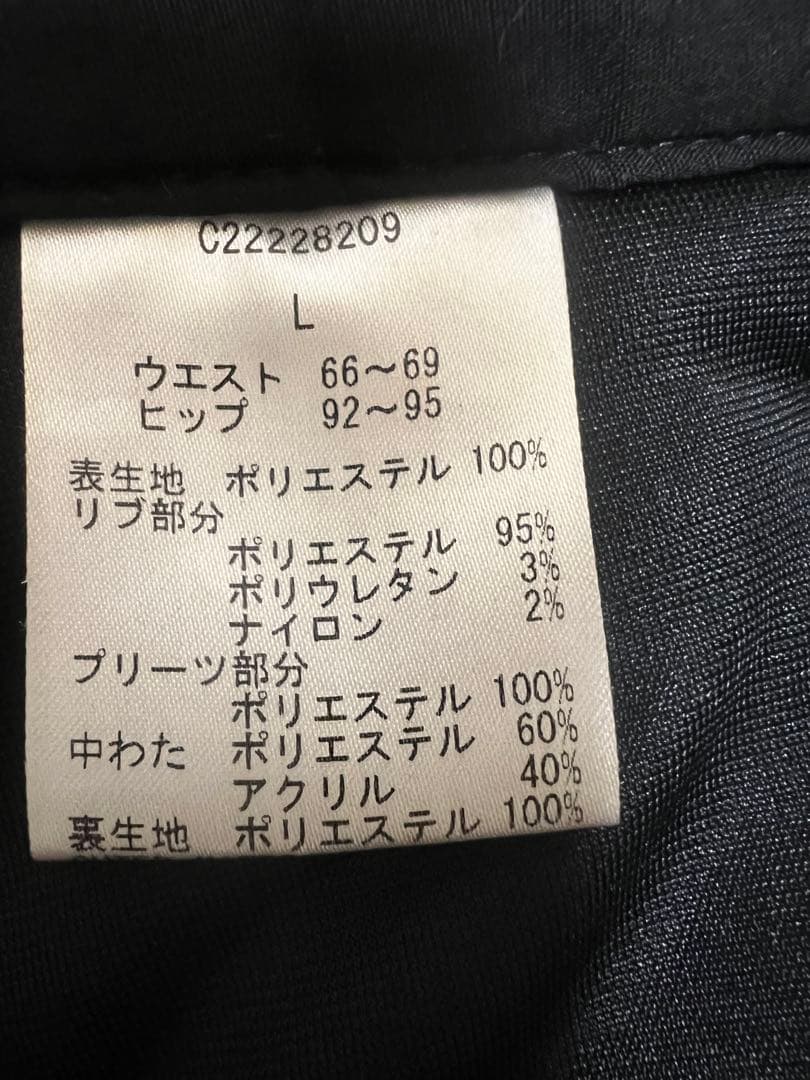 C22228209
L
ウエスト 66～69
ヒップ 92～95
表生地 ポリエステル 100%
リブ部分
ポリエステル 95%
ポリウレタン 3%
ナイロン 2%
プリーツ部分
ポリエステル 100%
中わた ポリエステル 60%
アクリル 40%
裏生地 ポリエステル 100%